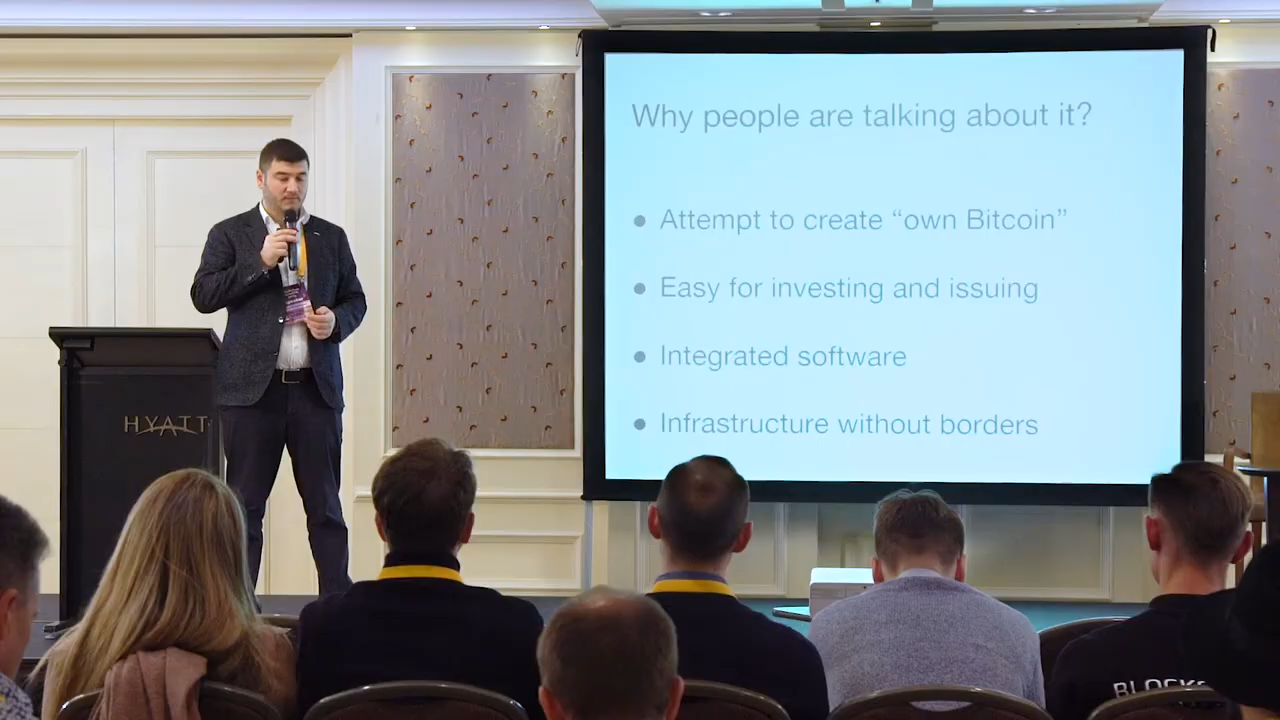 Why people are talking about it?
● Attempt to create “own Bitcoin”
● Easy for investing and issuing
● Integrated software
● Infrastructure without borders
HYATT